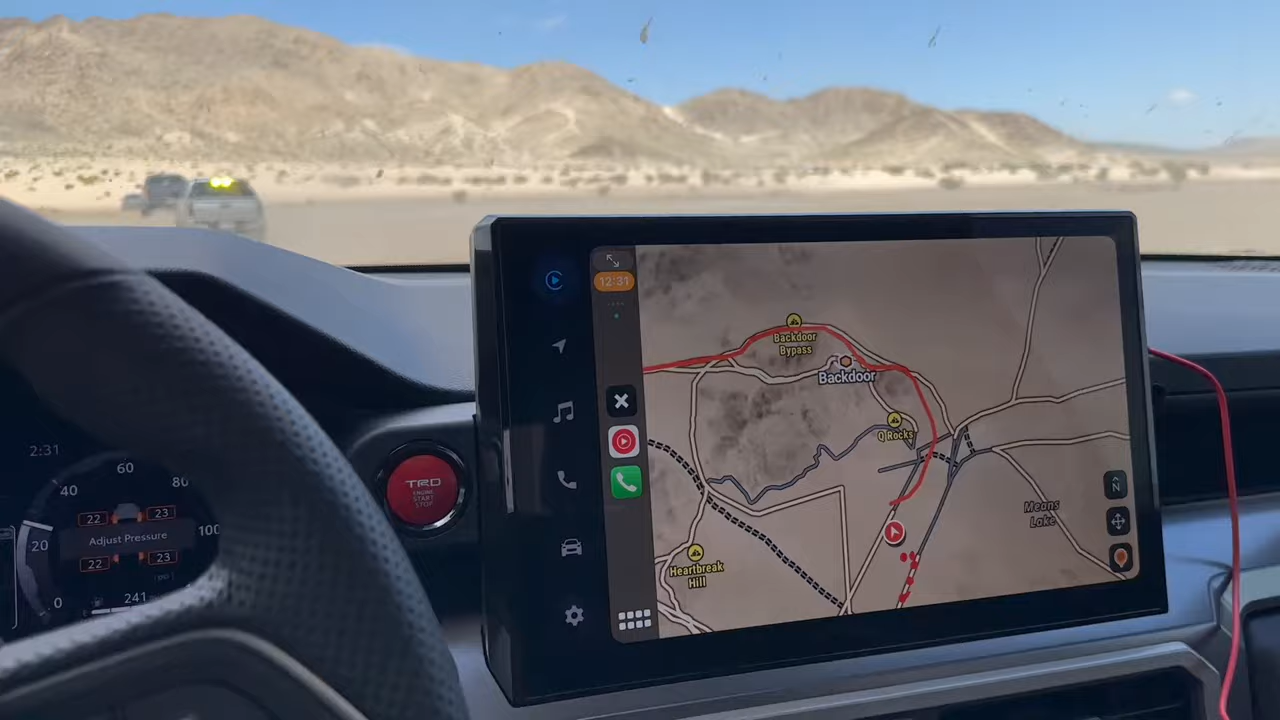 12:31
Backdoor
Bypass
Backdoor
Q Rocks
Means
Lake
Heartbreak
Hill
N
TRD
ENGINE
START
STOP
2:31
0
20
40
60
80
100
22
23
Adjust Pressure
22
23
psi
241